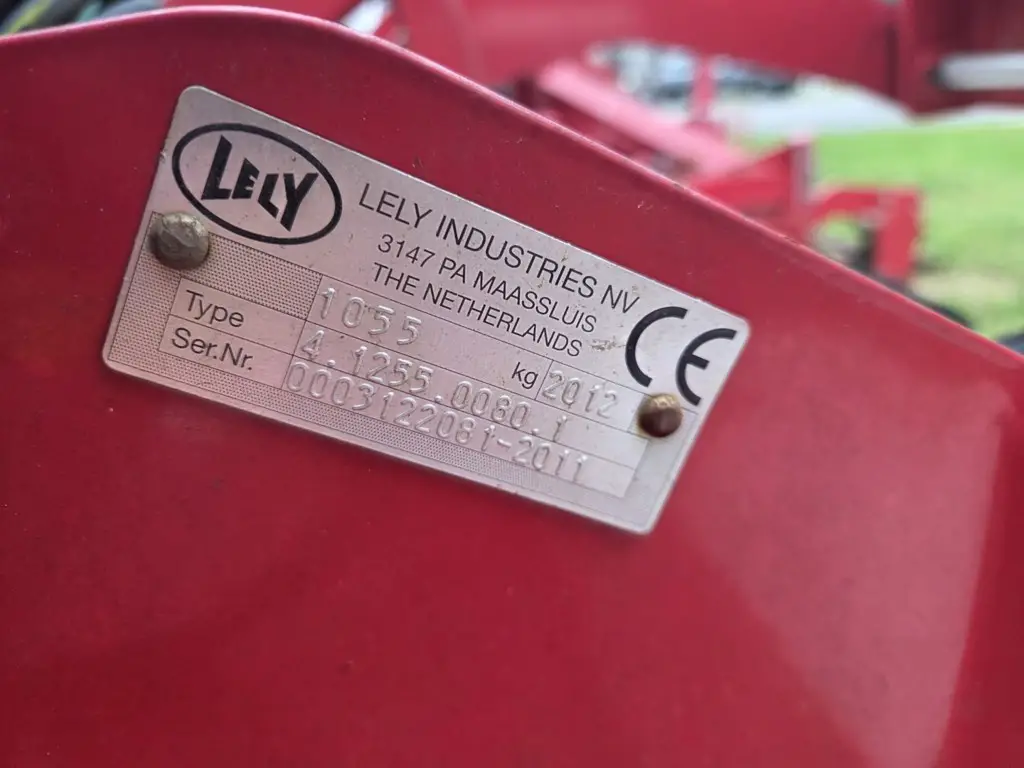 LELY
LELY INDUSTRIES NV
3147 PA MAASSLUIS
THE NETHERLANDS
CE
1055 kg 2012
Type 4.1255.0080.1
Ser.Nr. 0003122081-2011